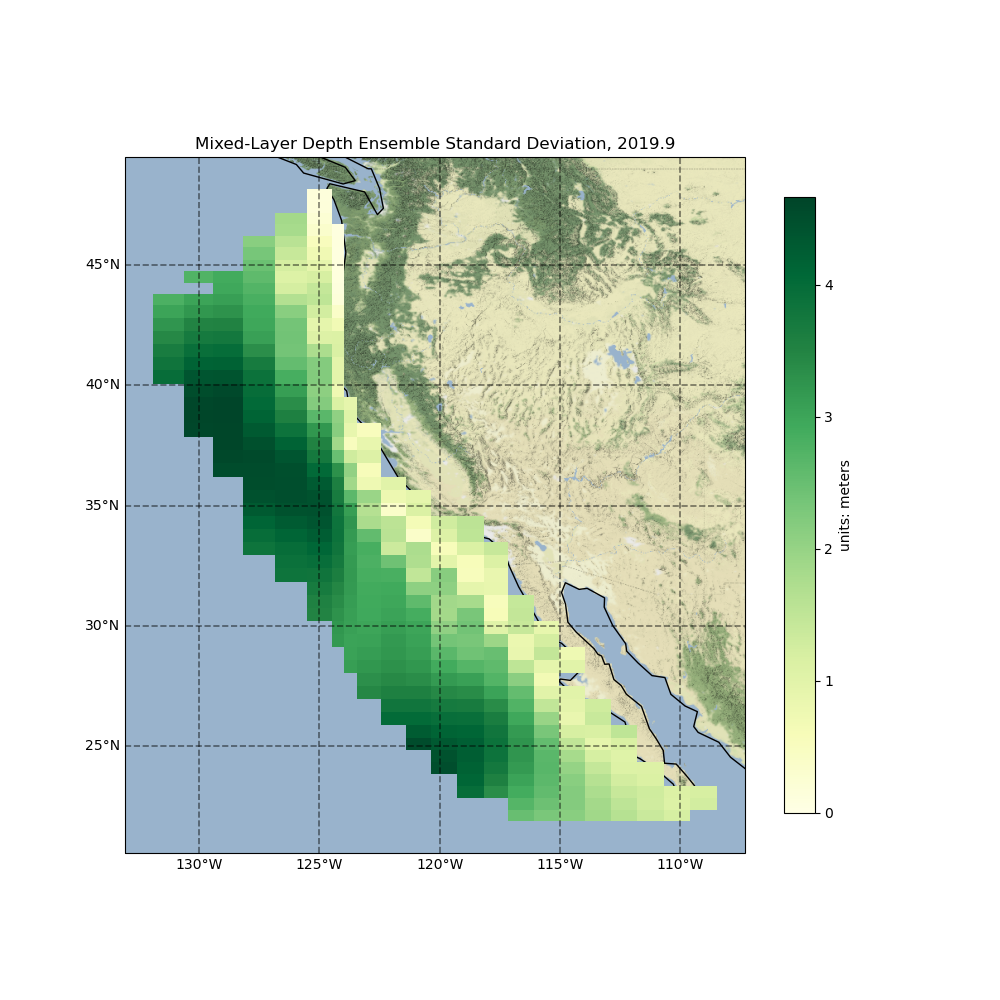 Mixed-Layer Depth Ensemble Standard Deviation, 2019.9
45°N
40°N
35°N
30°N
25°N
130°W
125°W
120°W
115°W
110°W
4
3
2
1
0
units: meters